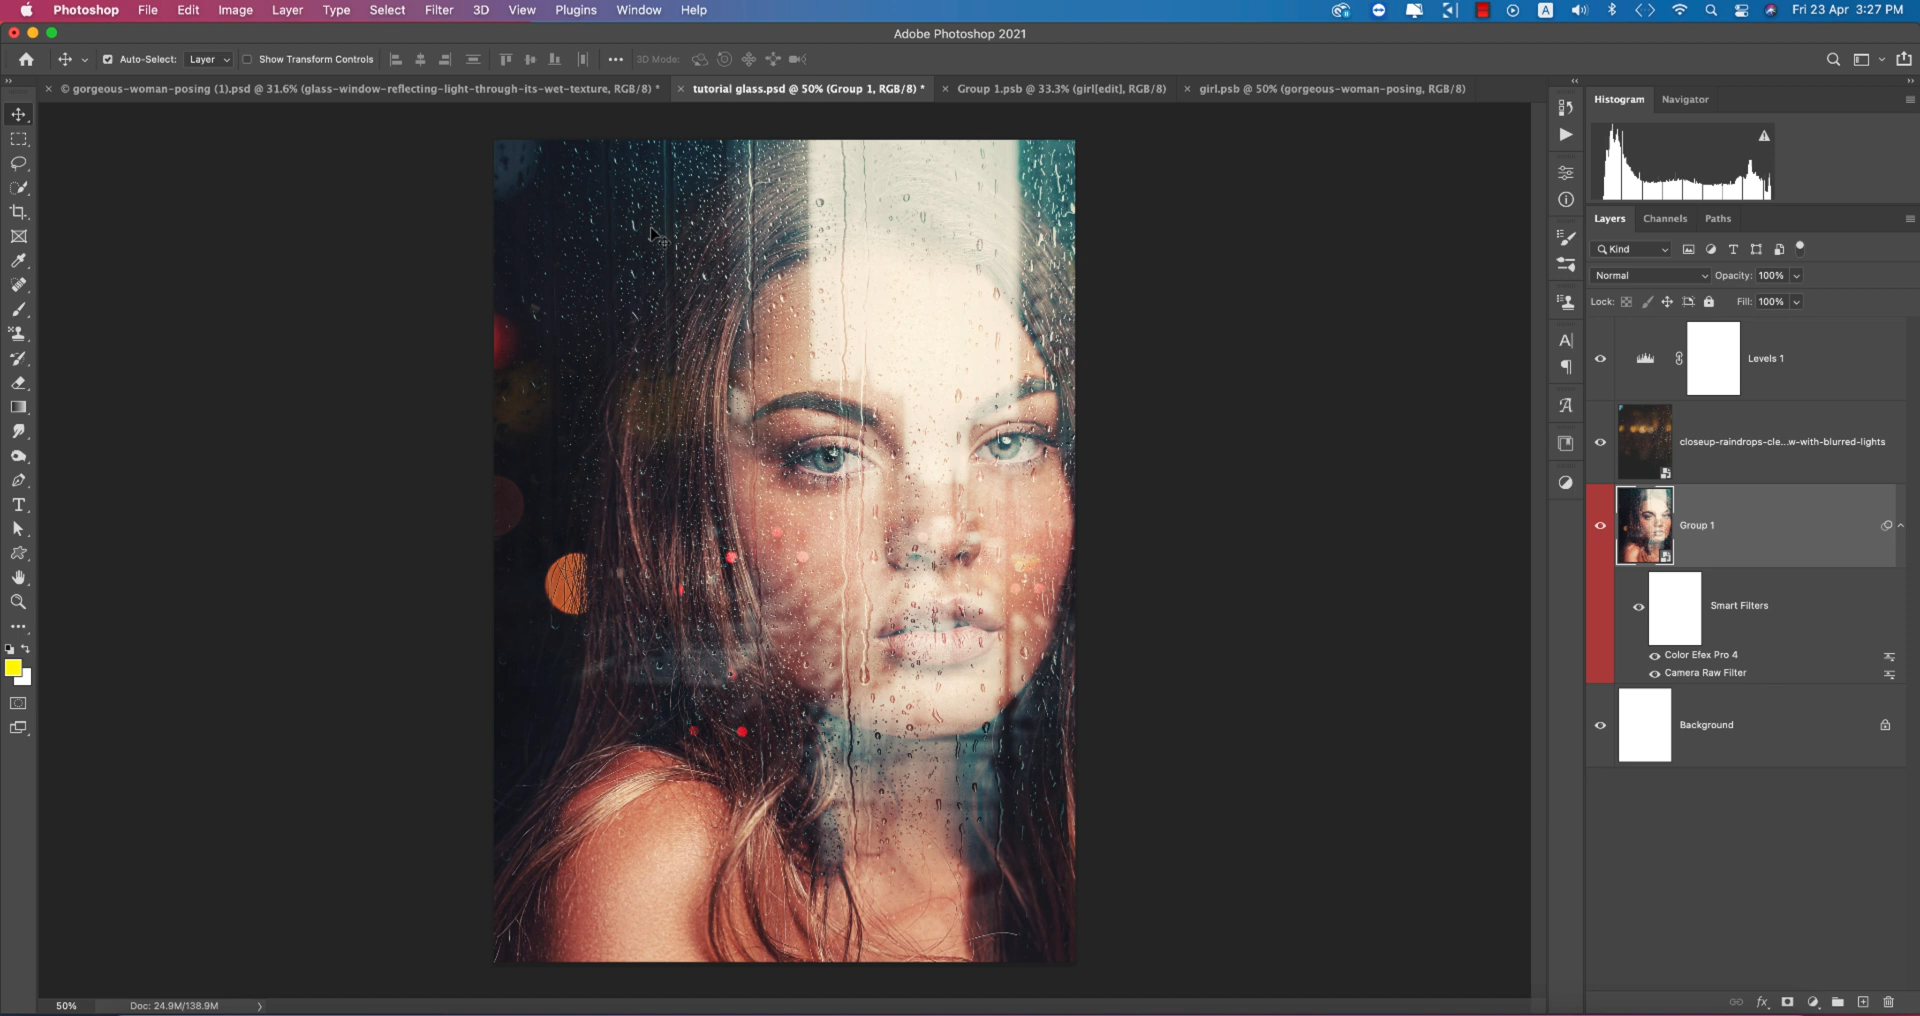 Photoshop File Edit Image Layer Type Select Filter 3D View Plugins Window Help A Fri 23 Apr 3:27 PM
Adobe Photoshop 2021
Auto-Select: Layer Show Transform Controls 3D Mode:
© gorgeous-woman-posing (1).psd @ 31.6% (glass-window-reflecting-light-through-its-wet-texture, RGB/8) * tutorial glass.psd @ 50% (Group 1, RGB/8) * Group 1.psb @ 33.3% (girl[edit], RGB/8) girl.psb @ 50% (gorgeous-woman-posing, RGB/8)
Histogram Navigator
Layers Channels Paths
Kind
Normal Opacity: 100%
Lock: Fill: 100%
Levels 1
closeup-raindrops-cle...w-with-blurred-lights
Group 1
Smart Filters
Color Efex Pro 4
Camera Raw Filter
Background
50% Doc: 24.9M/138.9M
fx